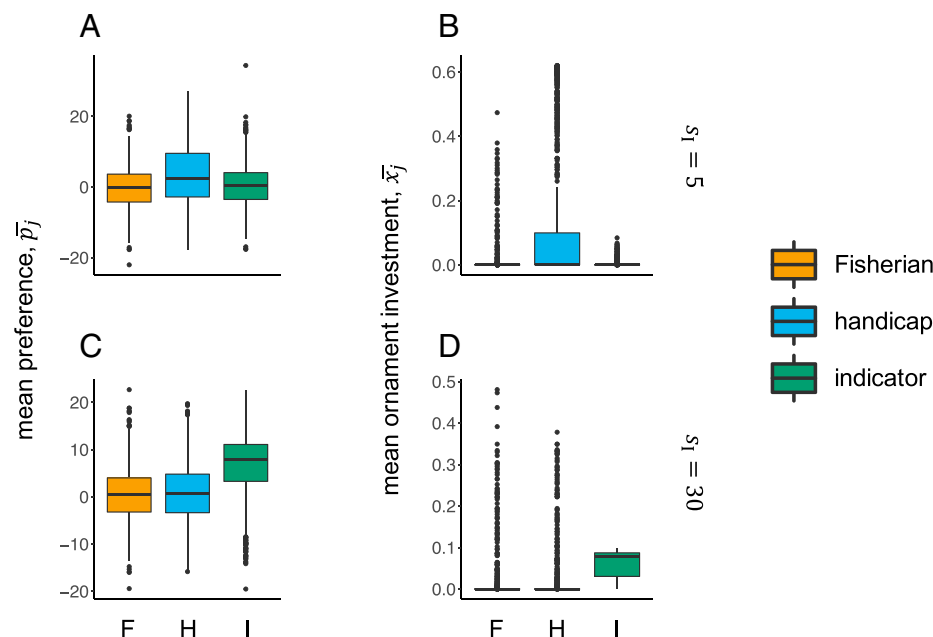 A
B
20
0
−20
0.6
0.4
0.2
0.0
s_I = 5
mean preference, p̄_j
mean ornament investment, x̄_j
Fisherian
handicap
indicator
C
D
20
10
0
−10
−20
0.5
0.4
0.3
0.2
0.1
0.0
s_I = 30
F H I
F H I